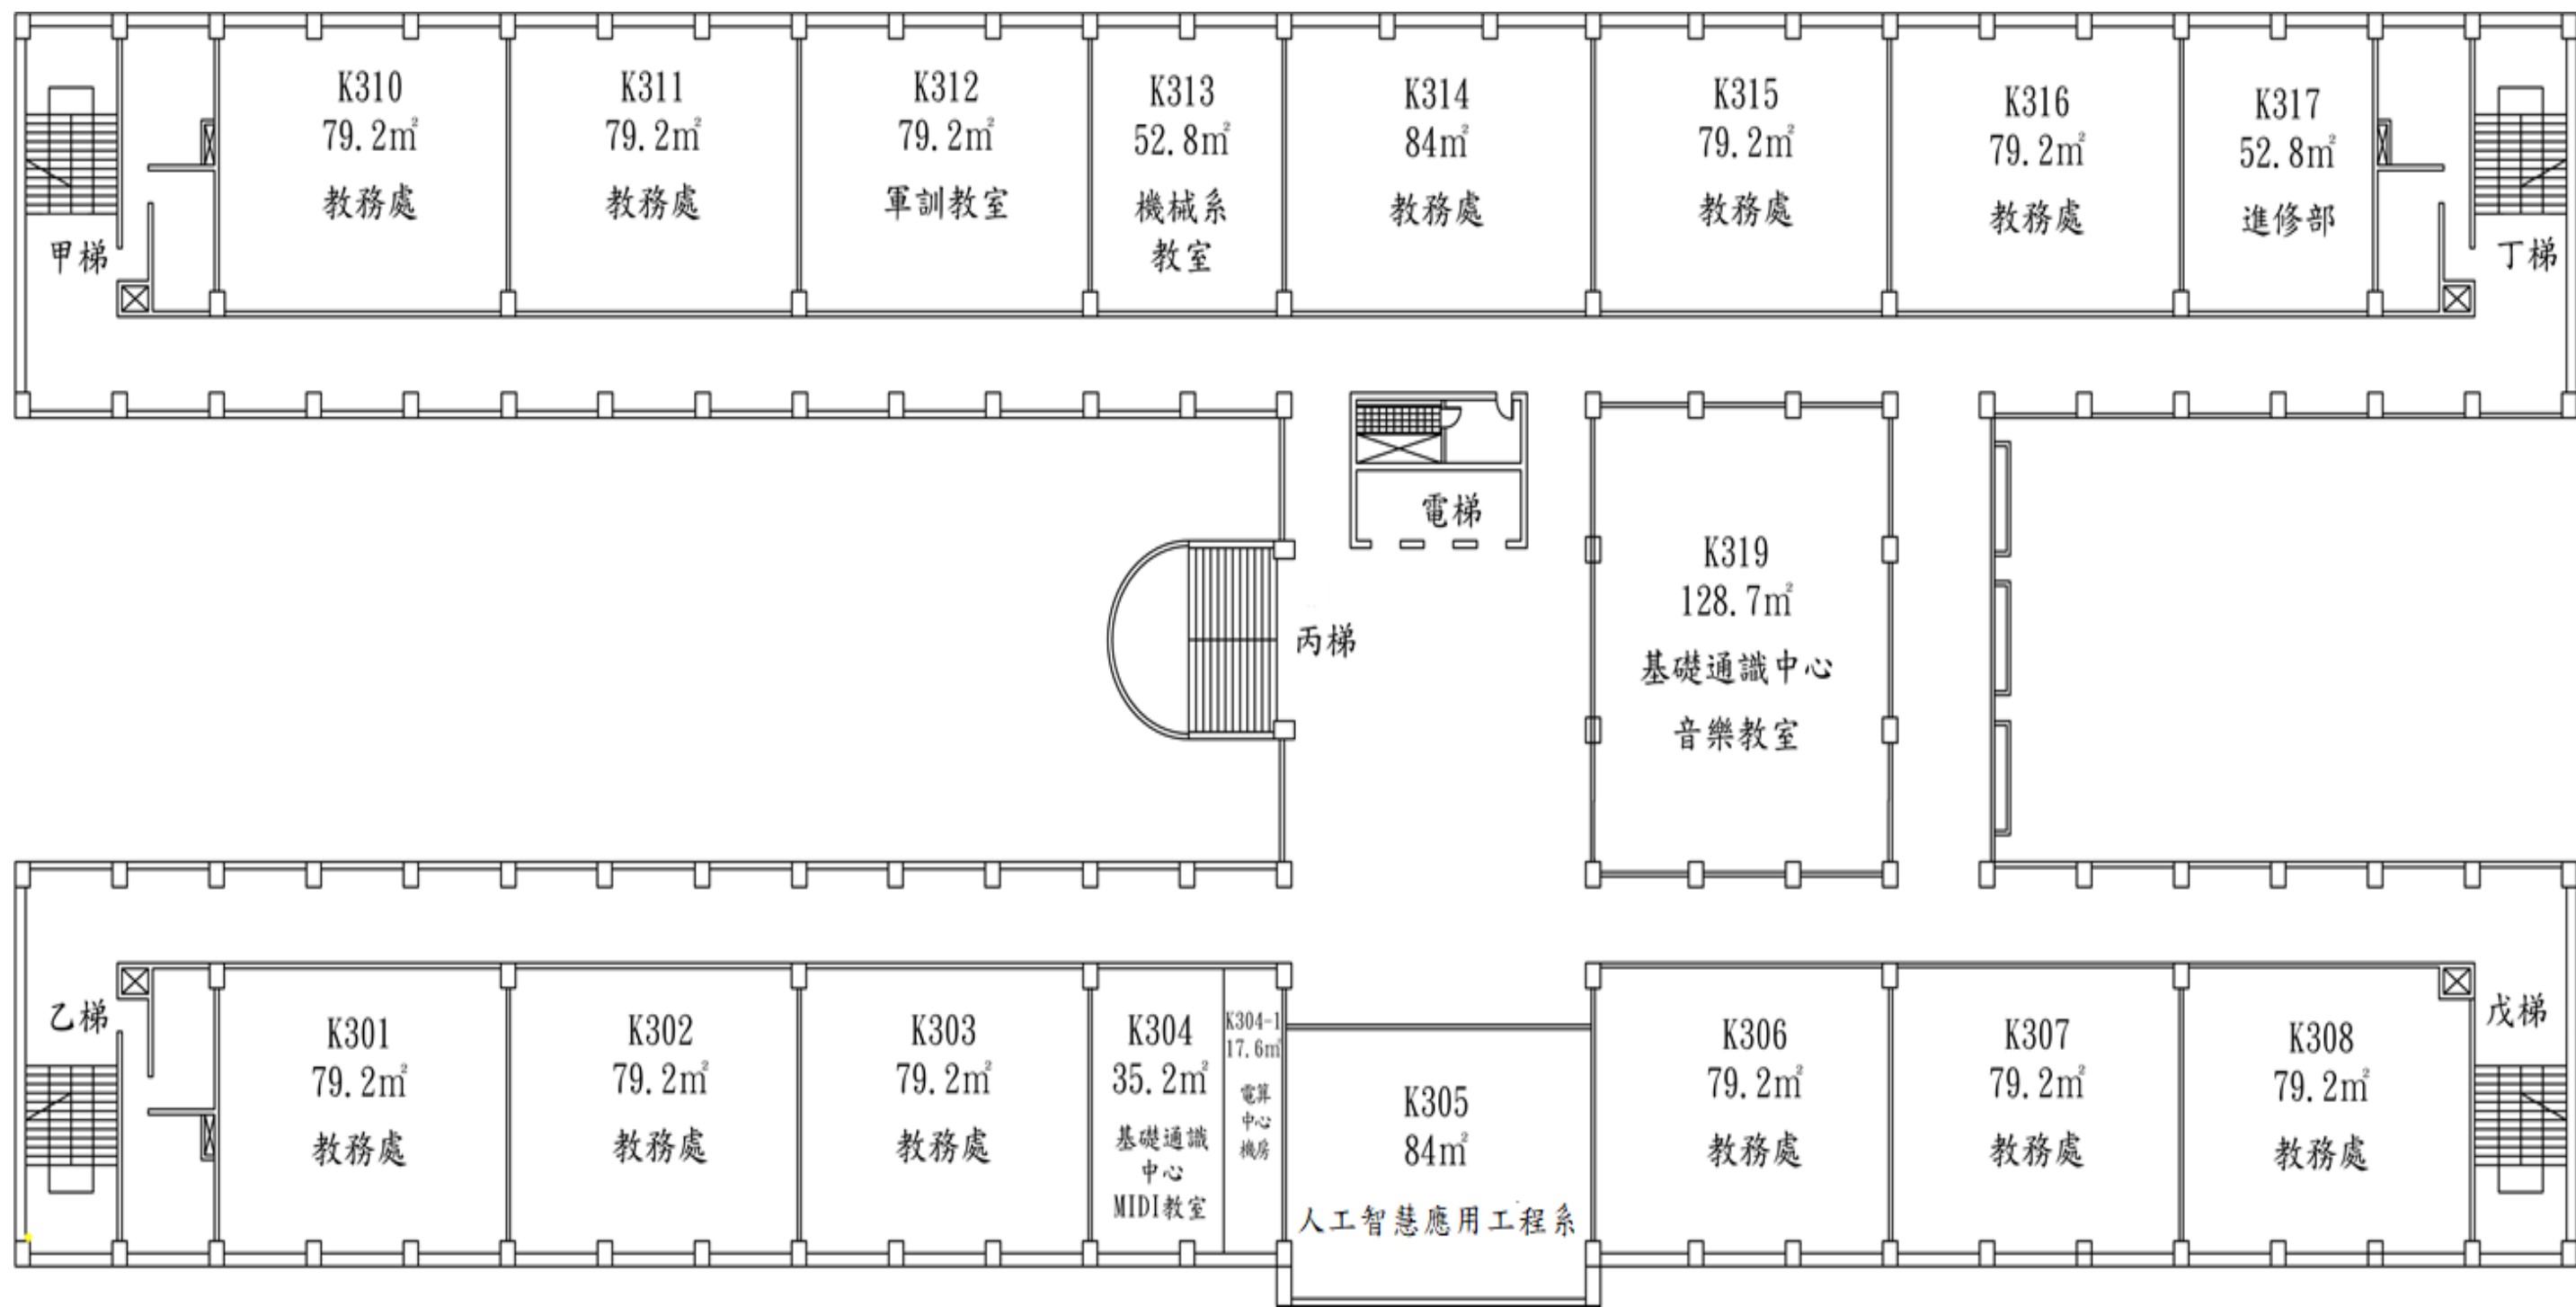 K310
79.2㎡
教務處
K311
79.2㎡
教務處
K312
79.2㎡
軍訓教室
K313
52.8㎡
機械系
教室
K314
84㎡
教務處
K315
79.2㎡
教務處
K316
79.2㎡
教務處
K317
52.8㎡
進修部
甲梯
丁梯
電梯
丙梯
K319
128.7㎡
基礎通識中心
音樂教室
乙梯
K301
79.2㎡
教務處
K302
79.2㎡
教務處
K303
79.2㎡
教務處
K304
35.2㎡
基礎通識
中心
MIDI教室
K304-1
17.6㎡
電算
中心
機房
K305
84㎡
人工智慧應用工程系
K306
79.2㎡
教務處
K307
79.2㎡
教務處
K308
79.2㎡
教務處
戊梯